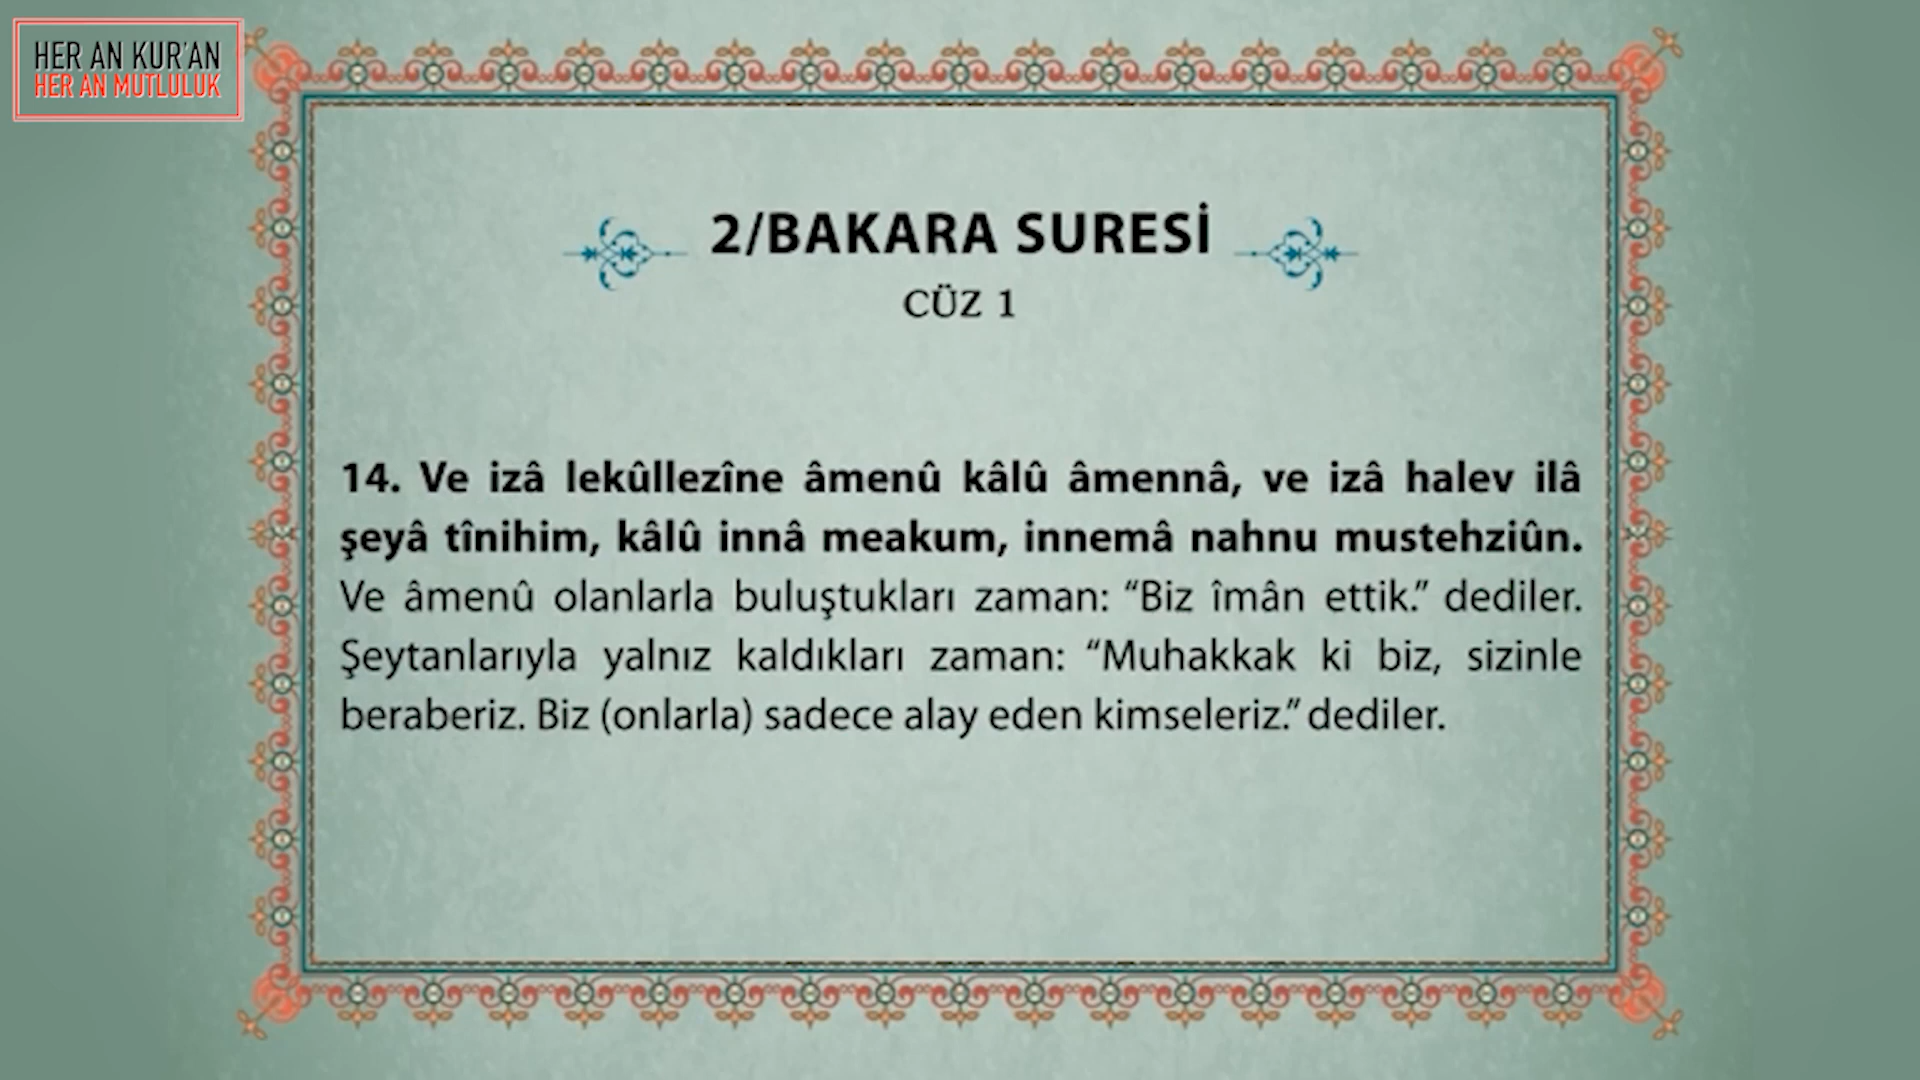 HER AN KUR'AN
HER AN MUTLULUK
2/BAKARA SURESİ
CÜZ 1
14. Ve izâ lekûllezîne âmenû kâlû âmennâ, ve izâ halev ilâ
şeyâ tînihim, kâlû innâ meakum, innemâ nahnu mustehziûn.
Ve âmenû olanlarla buluştukları zaman: “Biz îmân ettik.” dediler.
Şeytanlarıyla yalnız kaldıkları zaman: “Muhakkak ki biz, sizinle
beraberiz. Biz (onlarla) sadece alay eden kimseleriz.” dediler.